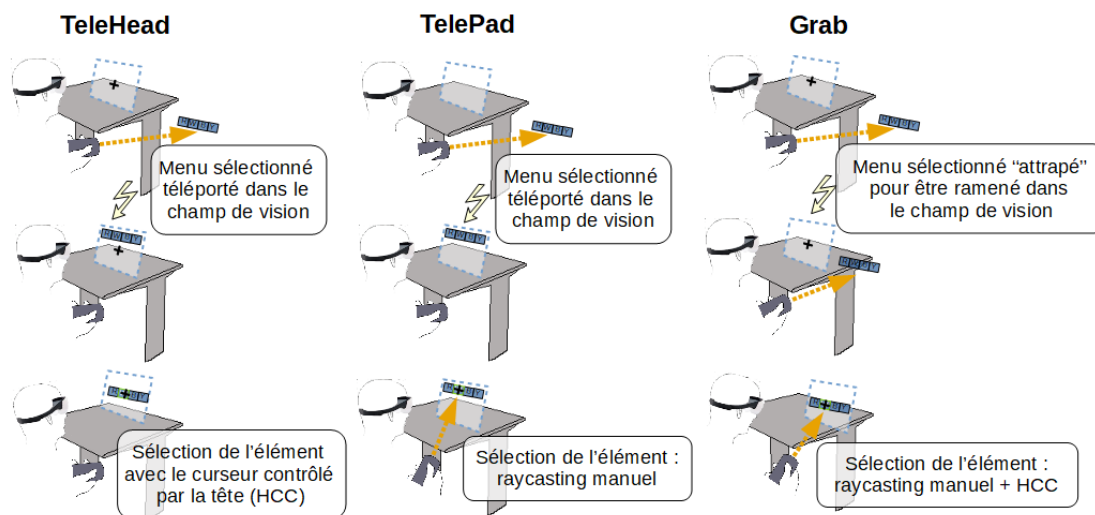 TeleHead
TelePad
Grab
Menu sélectionné
téléporté dans le
champ de vision
Menu sélectionné
téléporté dans le
champ de vision
Menu sélectionné “attrapé”
pour être ramené dans
le champ de vision
Sélection de l’élément
avec le curseur contrôlé
par la tête (HCC)
Sélection de l’élément :
raycasting manuel
Sélection de l’élément :
raycasting manuel + HCC